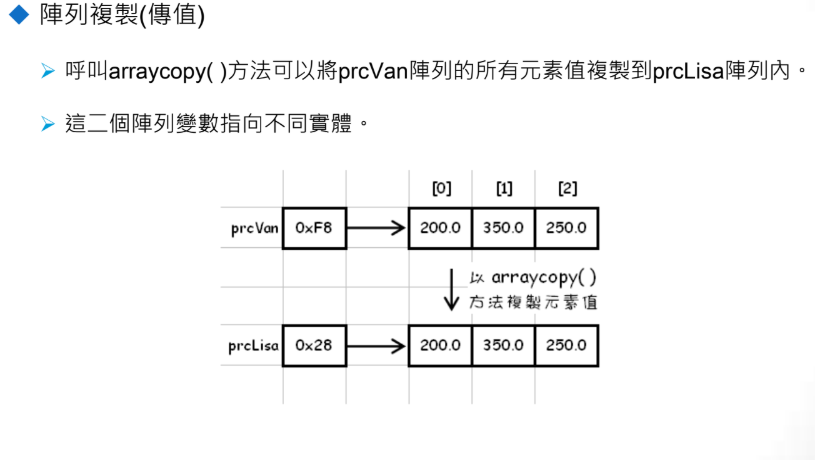 陣列複製(傳值)
呼叫arraycopy( )方法可以將prcVan陣列的所有元素值複製到prcLisa陣列內。
這二個陣列變數指向不同實體。
[0] [1] [2]
prcVan 0xF8 200.0 350.0 250.0
以 arraycopy()
方法複製元素值
prcLisa 0x28 200.0 350.0 250.0